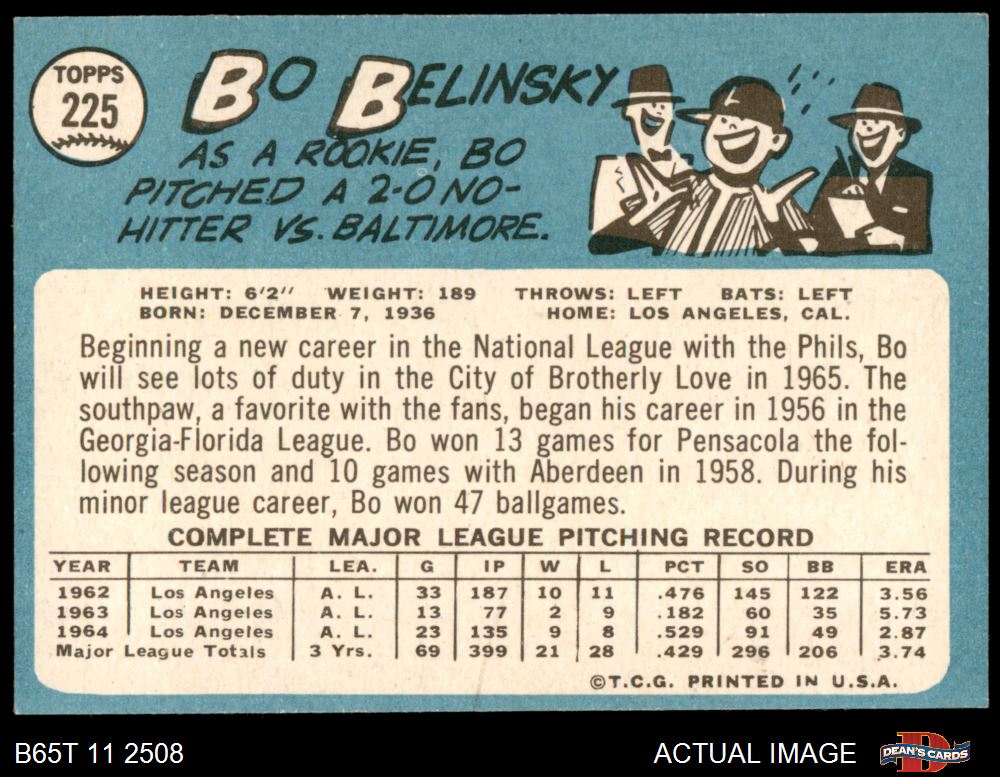 TOPPS
225
BO BELINSKY
AS A ROOKIE, BO
PITCHED A 2-0 NO-
HITTER VS. BALTIMORE.
HEIGHT: 6'2" WEIGHT: 189 THROWS: LEFT BATS: LEFT
BORN: DECEMBER 7, 1936 HOME: LOS ANGELES, CAL.
Beginning a new career in the National League with the Phils, Bo
will see lots of duty in the City of Brotherly Love in 1965. The
southpaw, a favorite with the fans, began his career in 1956 in the
Georgia-Florida League. Bo won 13 games for Pensacola the fol-
lowing season and 10 games with Aberdeen in 1958. During his
minor league career, Bo won 47 ballgames.
COMPLETE MAJOR LEAGUE PITCHING RECORD
YEAR TEAM LEA. G IP W L PCT SO BB ERA
1962 Los Angeles A. L. 33 187 10 11 .476 145 122 3.56
1963 Los Angeles A. L. 13 77 2 9 .182 60 35 5.73
1964 Los Angeles A. L. 23 135 9 8 .529 91 49 2.87
Major League Totals 3 Yrs. 69 399 21 28 .429 296 206 3.74
©T.C.G. PRINTED IN U.S.A.
B65T 11 2508 ACTUAL IMAGE DEAN'S CARDS